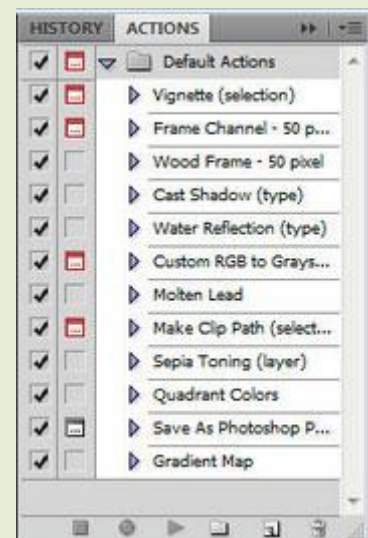 HISTORY ACTIONS
Default Actions
Vignette (selection)
Frame Channel - 50 p...
Wood Frame - 50 pixel
Cast Shadow (type)
Water Reflection (type)
Custom RGB to Grays...
Molten Lead
Make Clip Path (select...
Sepia Toning (layer)
Quadrant Colors
Save As Photoshop P...
Gradient Map